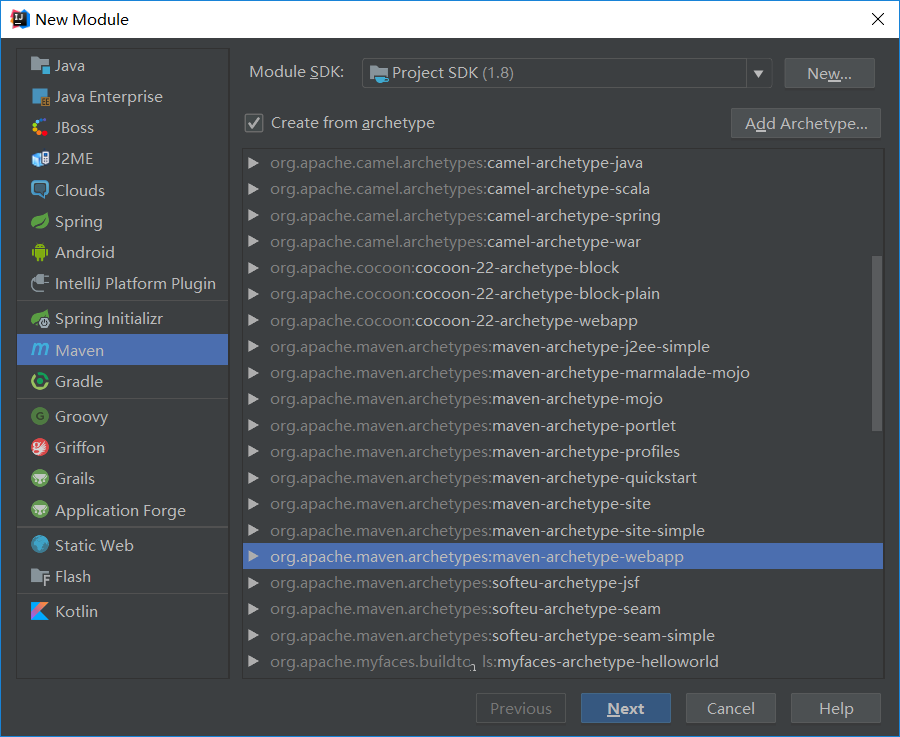 New Module
Java
Java Enterprise
JBoss
J2ME
Clouds
Spring
Android
IntelliJ Platform Plugin
Spring Initializr
Maven
Gradle
Groovy
Griffon
Grails
Application Forge
Static Web
Flash
Kotlin
Module SDK: Project SDK (1.8) New...
Create from archetype Add Archetype...
org.apache.camel.archetypes:camel-archetype-java
org.apache.camel.archetypes:camel-archetype-scala
org.apache.camel.archetypes:camel-archetype-spring
org.apache.camel.archetypes:camel-archetype-war
org.apache.cocoon:cocoon-22-archetype-block
org.apache.cocoon:cocoon-22-archetype-block-plain
org.apache.cocoon:cocoon-22-archetype-webapp
org.apache.maven.archetypes:maven-archetype-j2ee-simple
org.apache.maven.archetypes:maven-archetype-marmalade-mojo
org.apache.maven.archetypes:maven-archetype-mojo
org.apache.maven.archetypes:maven-archetype-portlet
org.apache.maven.archetypes:maven-archetype-profiles
org.apache.maven.archetypes:maven-archetype-quickstart
org.apache.maven.archetypes:maven-archetype-site
org.apache.maven.archetypes:maven-archetype-site-simple
org.apache.maven.archetypes:maven-archetype-webapp
org.apache.maven.archetypes:softeu-archetype-jsf
org.apache.maven.archetypes:softeu-archetype-seam
org.apache.maven.archetypes:softeu-archetype-seam-simple
org.apache.myfaces.buildtools:myfaces-archetype-helloworld
Previous Next Cancel Help